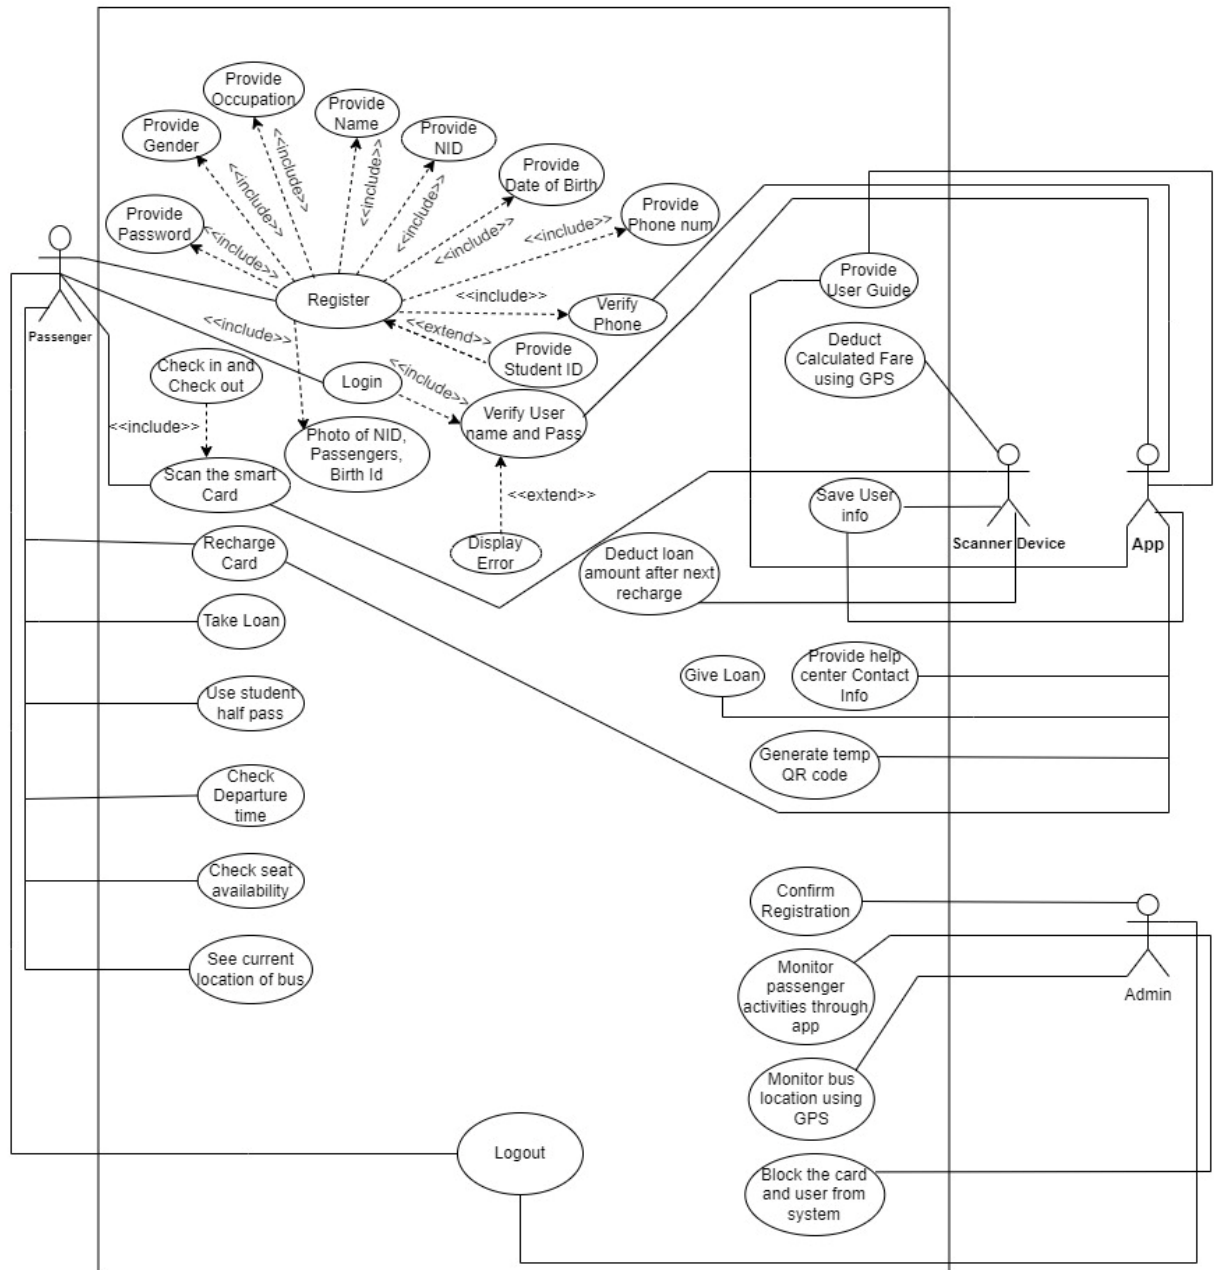 Provide
Occupation
Provide
Name
Provide
Gender
Provide
NID
Provide
Date of Birth
Provide
Phone num
Provide
Password
<<include>>
<<include>>
<<include>>
<<include>>
<<include>>
<<include>>
<<include>>
Register
<<include>>
Verify
Phone
<<include>>
<<extend>>
Provide
Student ID
Passenger
Check in and
Check out
Login
<<include>>
Verify User
name and Pass
<<include>>
Photo of NID,
Passengers,
Birth Id
Scan the smart
Card
<<extend>>
Display
Error
Recharge
Card
Take Loan
Use student
half pass
Check
Departure
time
Check seat
availability
See current
location of bus
Logout
Provide
User Guide
Deduct
Calculated Fare
using GPS
Save User
info
Scanner Device
App
Deduct loan
amount after next
recharge
Give Loan
Provide help
center Contact
Info
Generate temp
QR code
Confirm
Registration
Monitor
passenger
activities through
app
Admin
Monitor bus
location using
GPS
Block the card
and user from
system